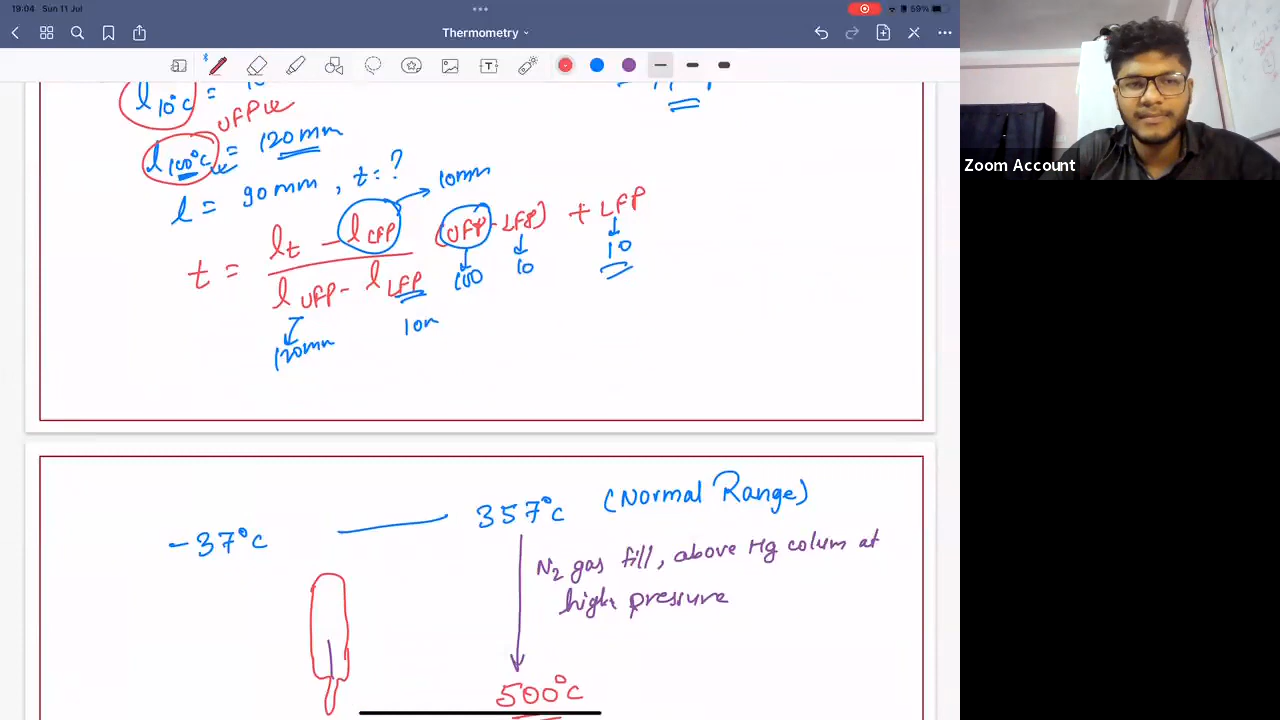 19:04 Sun 11 Jul
59%
Thermometry
l10°C =
UFP
l100°C = 120mm
l = 90mm, t = ?
10mm
t = lt - lLFP (UFP - LFP) + LFP
lUFP - lLFP
100 10 10
120mm
10m
-37°C 357°C (Normal Range)
N2 gas fill, above Hg colum at
high pressure
500°C
Zoom Account